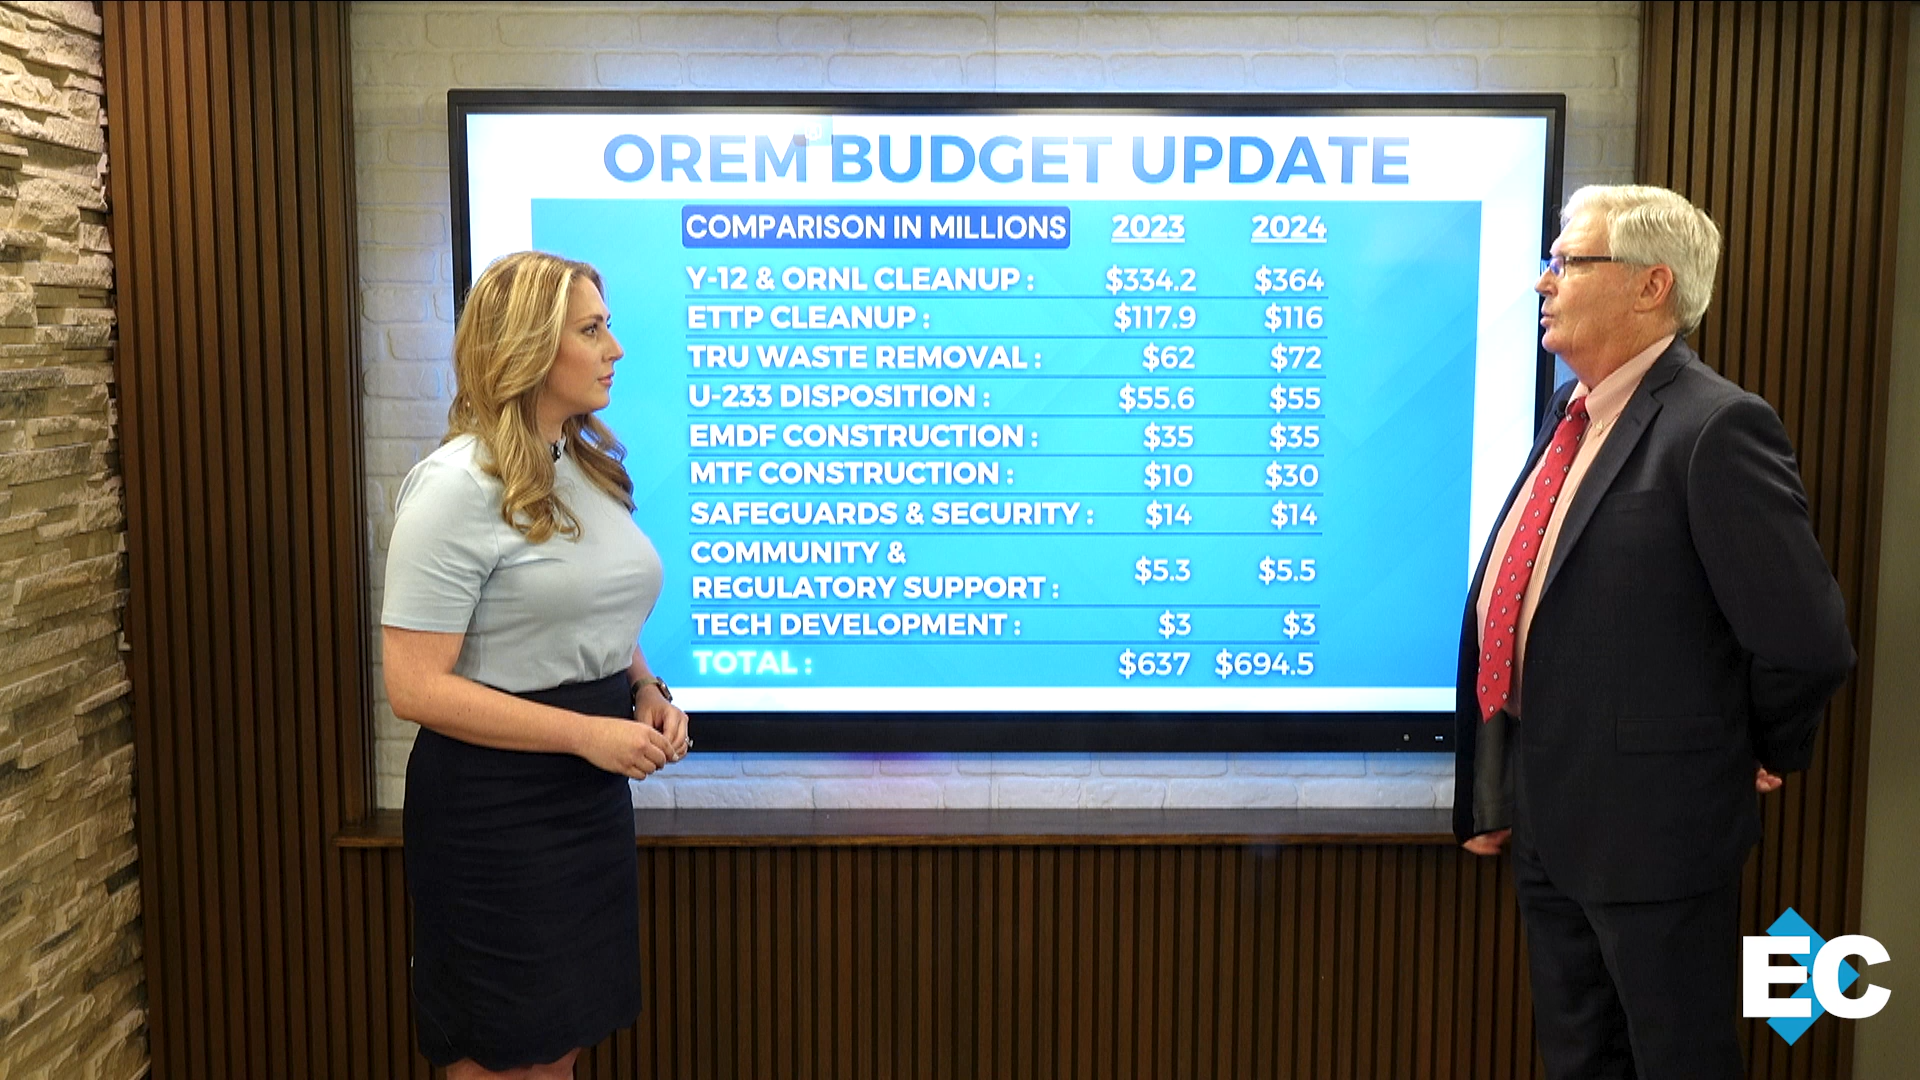 OREM BUDGET UPDATE
COMPARISON IN MILLIONS 2023 2024
Y-12 & ORNL CLEANUP : $334.2 $364
ETTP CLEANUP : $117.9 $116
TRU WASTE REMOVAL : $62 $72
U-233 DISPOSITION : $55.6 $55
EMDF CONSTRUCTION : $35 $35
MTF CONSTRUCTION : $10 $30
SAFEGUARDS & SECURITY : $14 $14
COMMUNITY &
REGULATORY SUPPORT : $5.3 $5.5
TECH DEVELOPMENT : $3 $3
TOTAL : $637 $694.5
EC